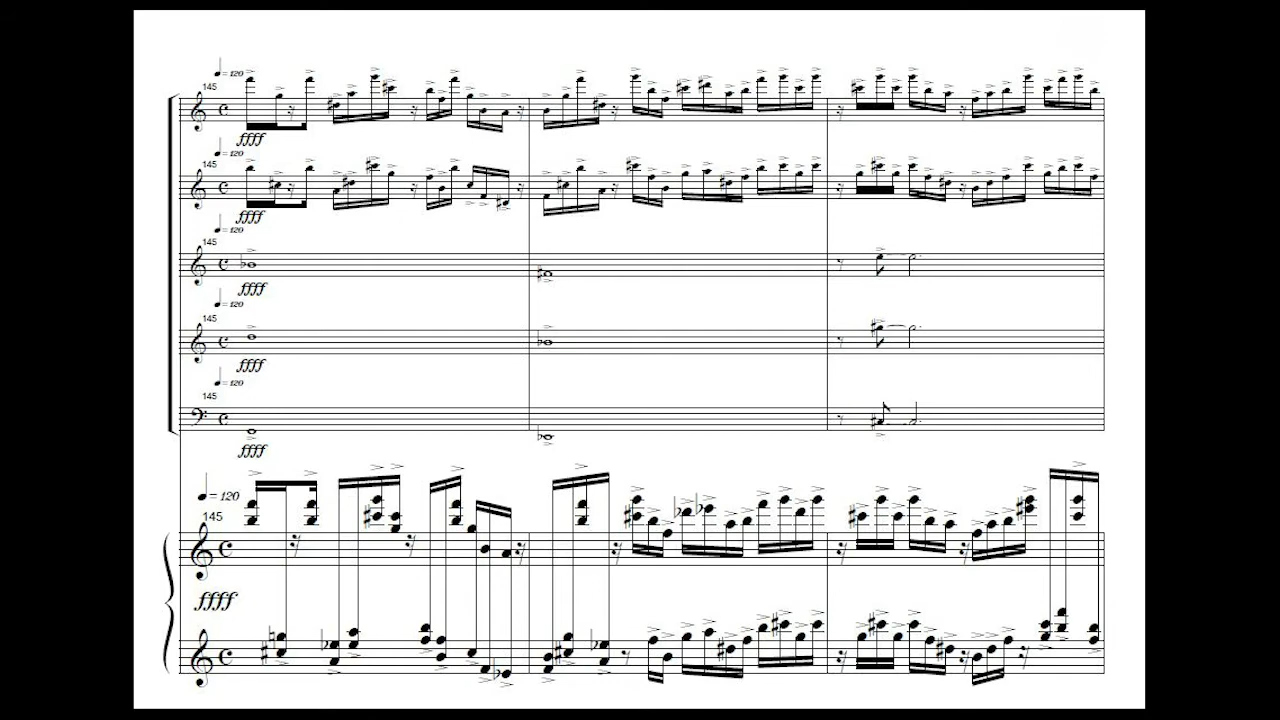 ♩ = 120
145
ffff
♩ = 120
145
ffff
♩ = 120
145
ffff
♩ = 120
145
ffff
♩ = 120
145
ffff
♩ = 120
145
ffff